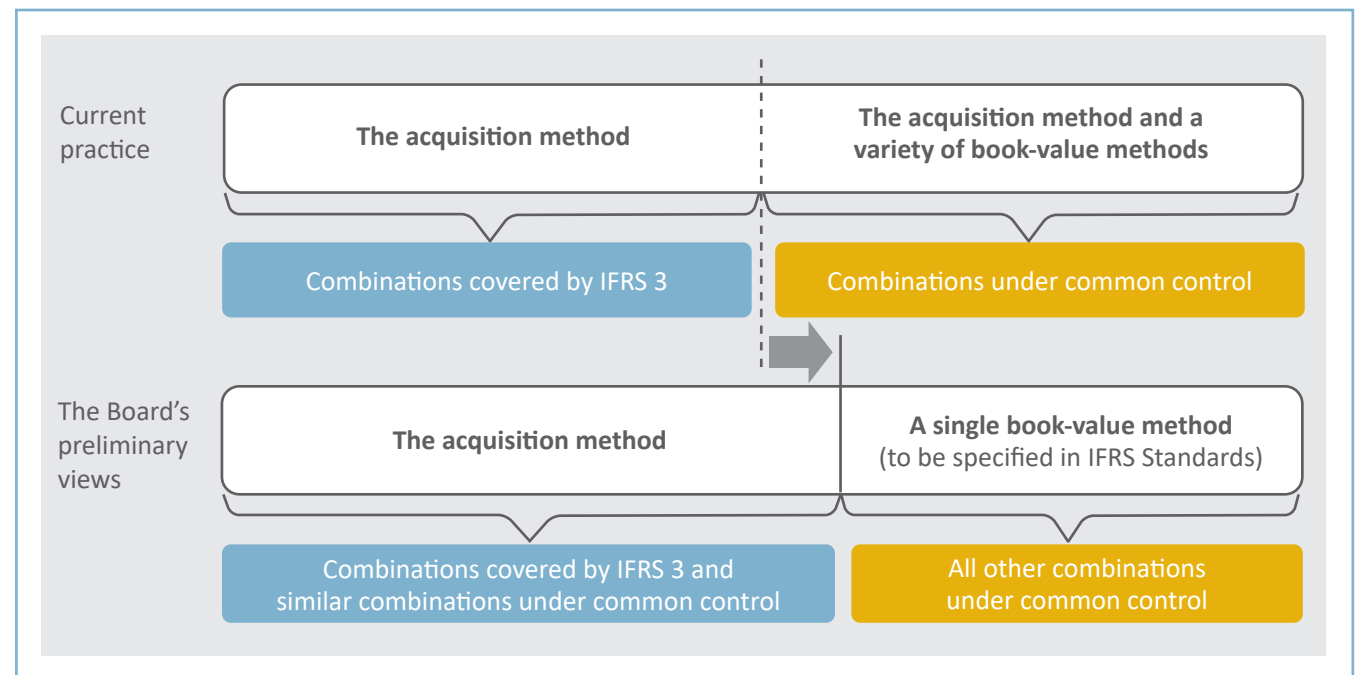 Current
practice
The acquisition method
The acquisition method and a
variety of book-value methods
Combinations covered by IFRS 3
Combinations under common control
The Board’s
preliminary
views
The acquisition method
A single book-value method
(to be specified in IFRS Standards)
Combinations covered by IFRS 3 and
similar combinations under common control
All other combinations
under common control